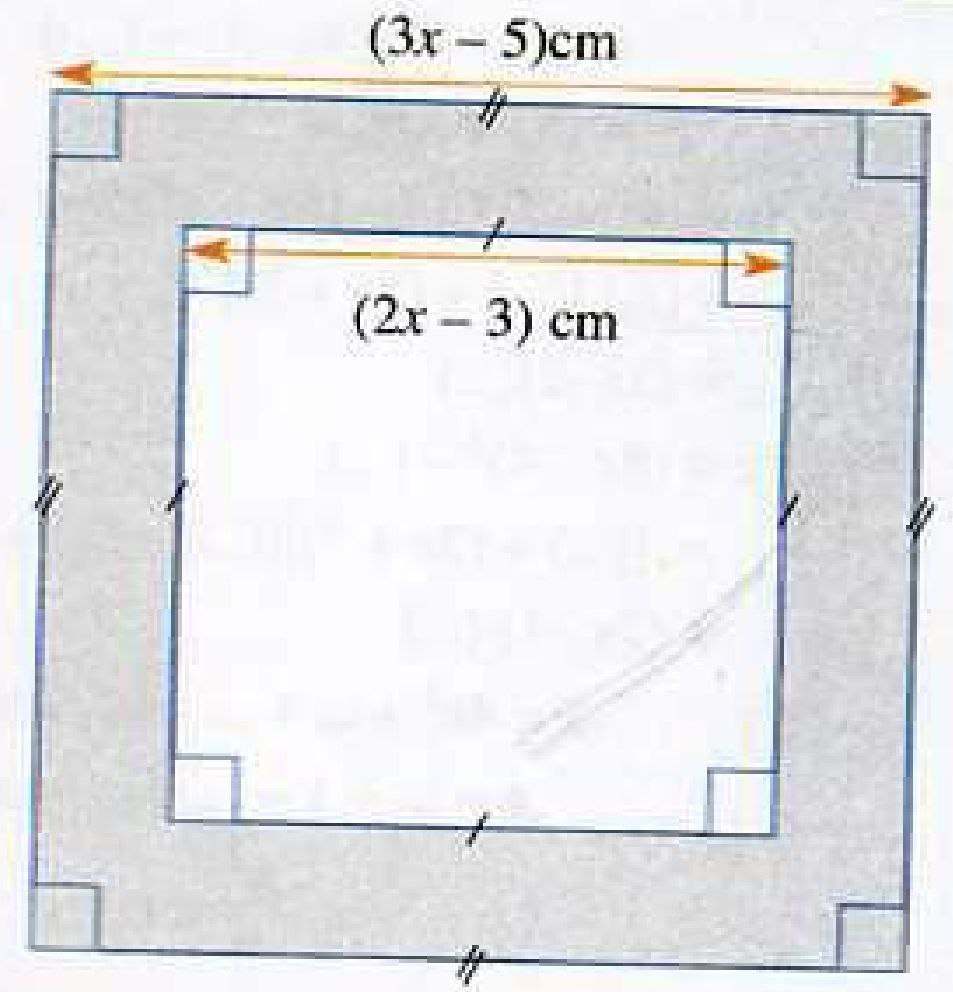 (3x – 5)cm
(2x – 3) cm